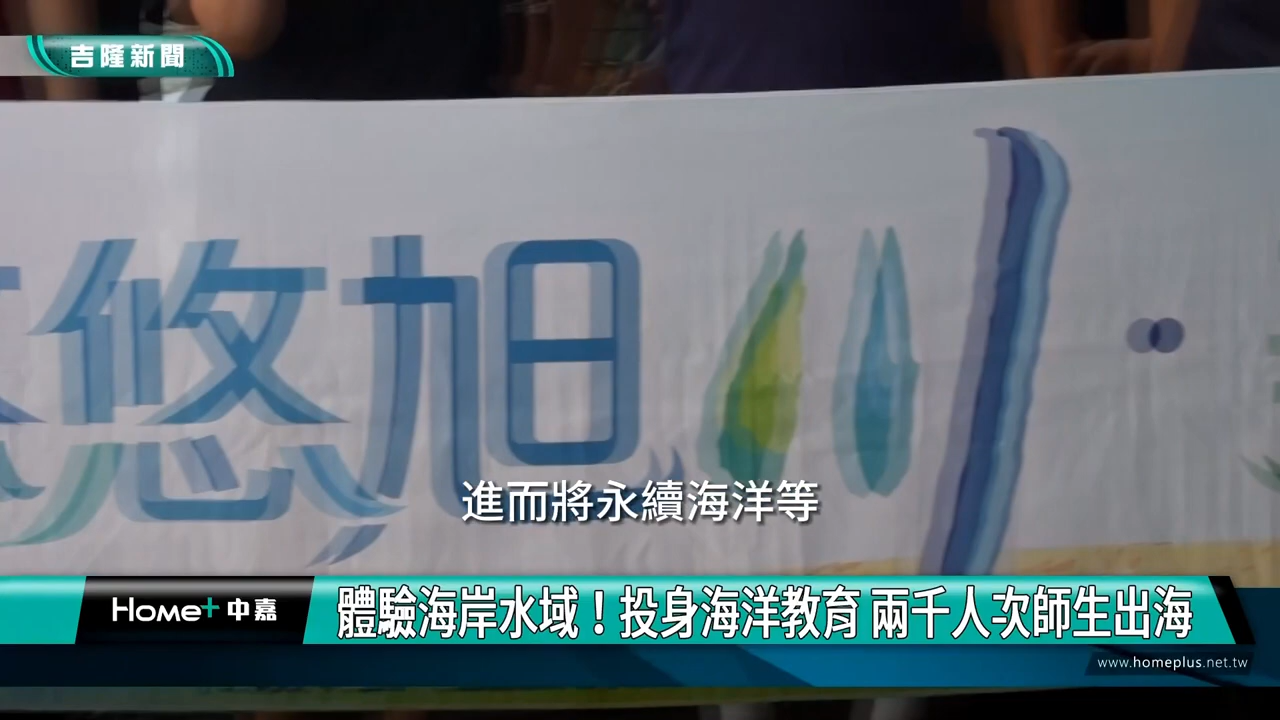 吉隆新聞
悠旭
進而將永續海洋等
Home+中嘉
體驗海岸水域！投身海洋教育 兩千人次師生出海
www.homeplus.net.tw